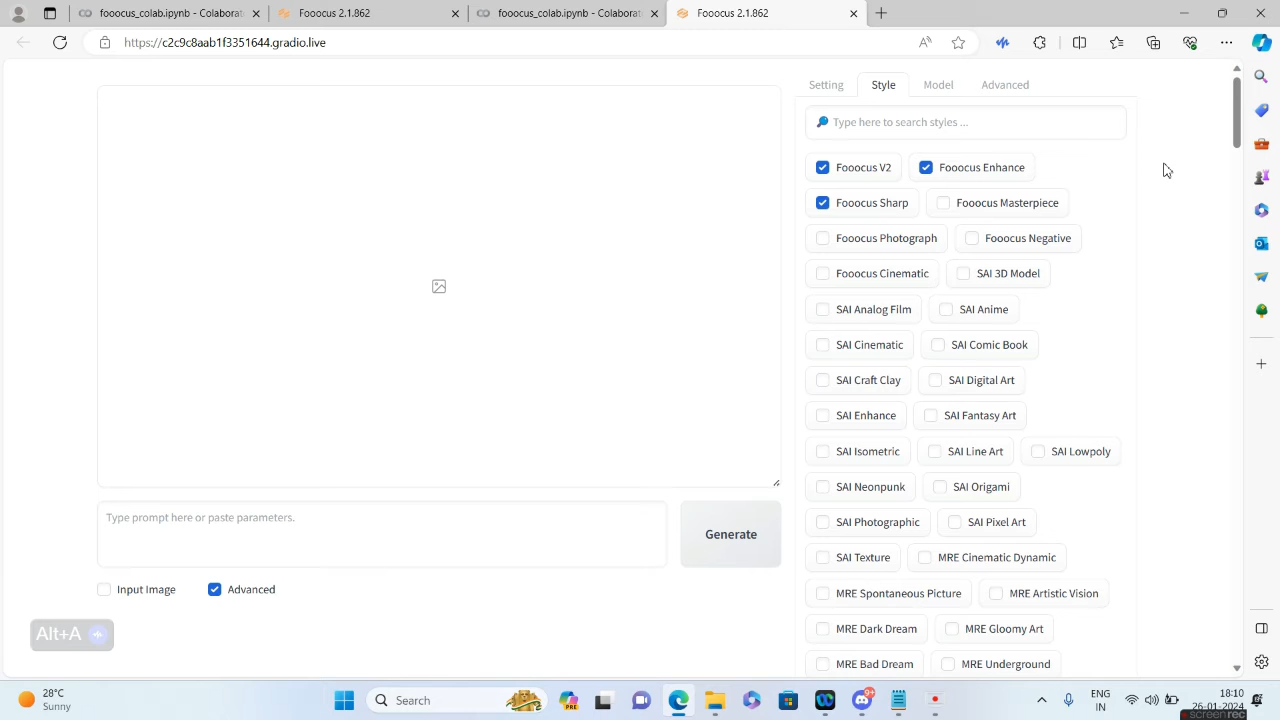 fooocus_colab.ipynb - Colaborat
Fooocus 2.1.862
fooocus_colab.ipynb - Colaborat
Fooocus 2.1.862
https://c2c9c8aab1f3351644.gradio.live
Setting Style Model Advanced
Type here to search styles ...
Fooocus V2 Fooocus Enhance
Fooocus Sharp Fooocus Masterpiece
Fooocus Photograph Fooocus Negative
Fooocus Cinematic SAI 3D Model
SAI Analog Film SAI Anime
SAI Cinematic SAI Comic Book
SAI Craft Clay SAI Digital Art
SAI Enhance SAI Fantasy Art
SAI Isometric SAI Line Art SAI Lowpoly
SAI Neonpunk SAI Origami
SAI Photographic SAI Pixel Art
SAI Texture MRE Cinematic Dynamic
MRE Spontaneous Picture MRE Artistic Vision
MRE Dark Dream MRE Gloomy Art
MRE Bad Dream MRE Underground
Type prompt here or paste parameters.
Generate
Input Image Advanced
Alt+A
28°C
Sunny
Search
PRE
9+
ENG
IN
18:10
26-01-2024
screenrec